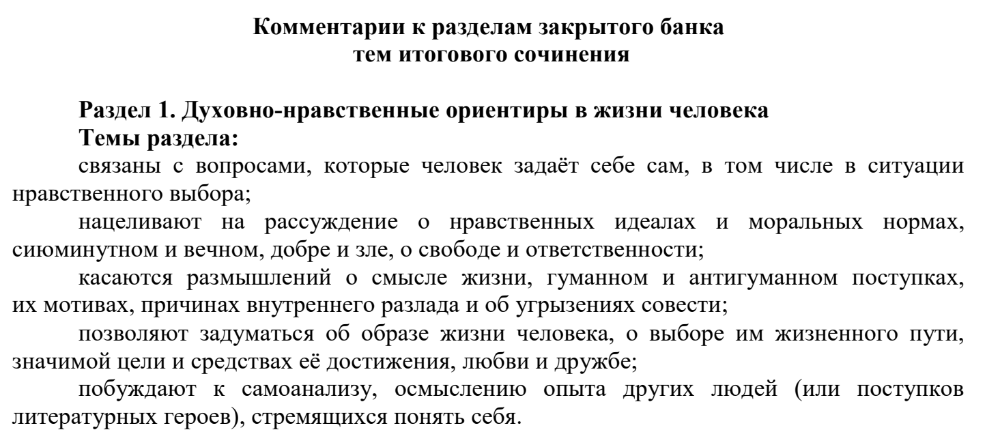 Комментарии к разделам закрытого банка
тем итогового сочинения
Раздел 1. Духовно-нравственные ориентиры в жизни человека
Темы раздела:
связаны с вопросами, которые человек задаёт себе сам, в том числе в ситуации
нравственного выбора;
нацеливают на рассуждение о нравственных идеалах и моральных нормах,
сиюминутном и вечном, добре и зле, о свободе и ответственности;
касаются размышлений о смысле жизни, гуманном и антигуманном поступках,
их мотивах, причинах внутреннего разлада и об угрызениях совести;
позволяют задуматься об образе жизни человека, о выборе им жизненного пути,
значимой цели и средствах её достижения, любви и дружбе;
побуждают к самоанализу, осмыслению опыта других людей (или поступков
литературных героев), стремящихся понять себя.